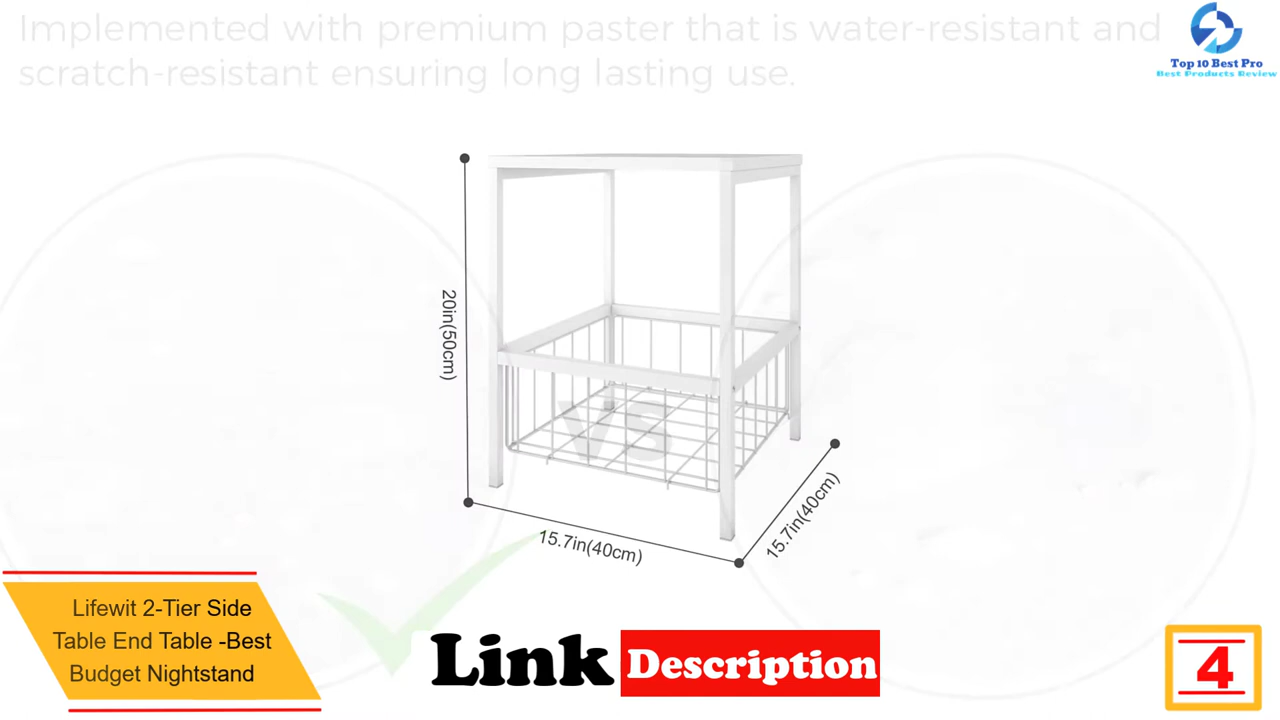 Implemented with premium paster that is water-resistant and
scratch-resistant ensuring long lasting use.
Top 10 Best Pro
Best Products Review
20in(50cm)
VS
15.7in(40cm)
15.7in(40cm)
Lifewit 2-Tier Side
Table End Table -Best
Budget Nightstand
Link Description
4